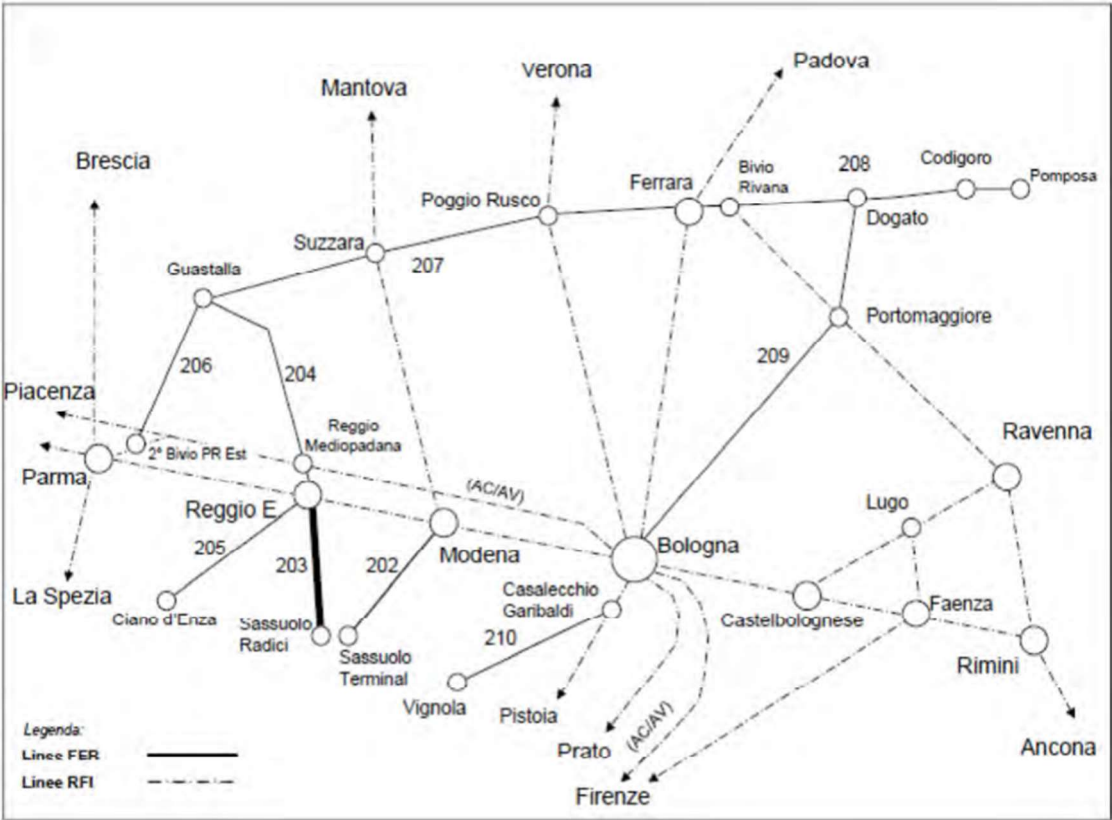 Verona
Padova
Mantova
Brescia
Ferrara
Bivio
Rivana
208
Codigoro
Pomposa
Poggio Rusco
Dogato
Suzzara
207
Guastalla
Portomaggiore
209
206
204
Piacenza
Reggio
Mediopadana
2° Bivio PR Est
Ravenna
Parma
(AC/AV)
Reggio E.
Lugo
205
203
202
Modena
Bologna
La Spezia
Casalecchio
Garibaldi
Faenza
Castelbolognese
Ciano d'Enza
Sassuolo
Radici
Sassuolo
Terminal
210
Rimini
Vignola
Pistoia
Prato
(AC/AV)
Ancona
Firenze
Legenda:
Linee FER
Linee RFI